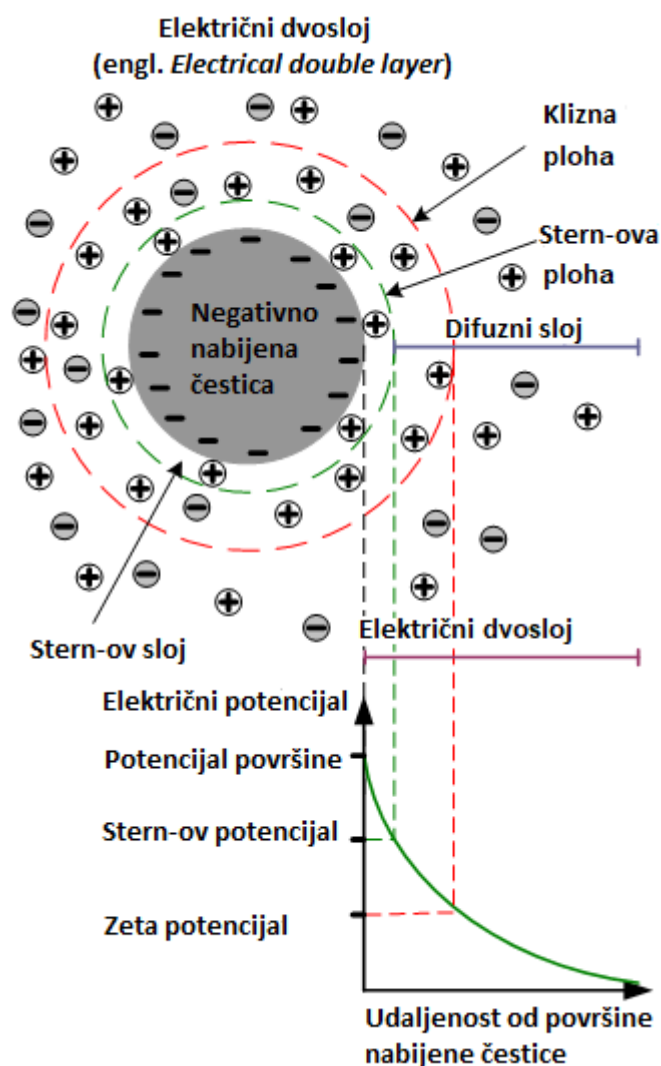 Električni dvosloj
(engl. Electrical double layer)
Klizna
ploha
Stern-ova
ploha
Negativno
nabijena
čestica
Difuzni sloj
Stern-ov sloj
Električni dvosloj
Električni potencijal
Potencijal površine
Stern-ov potencijal
Zeta potencijal
Udaljenost od površine
nabijene čestice